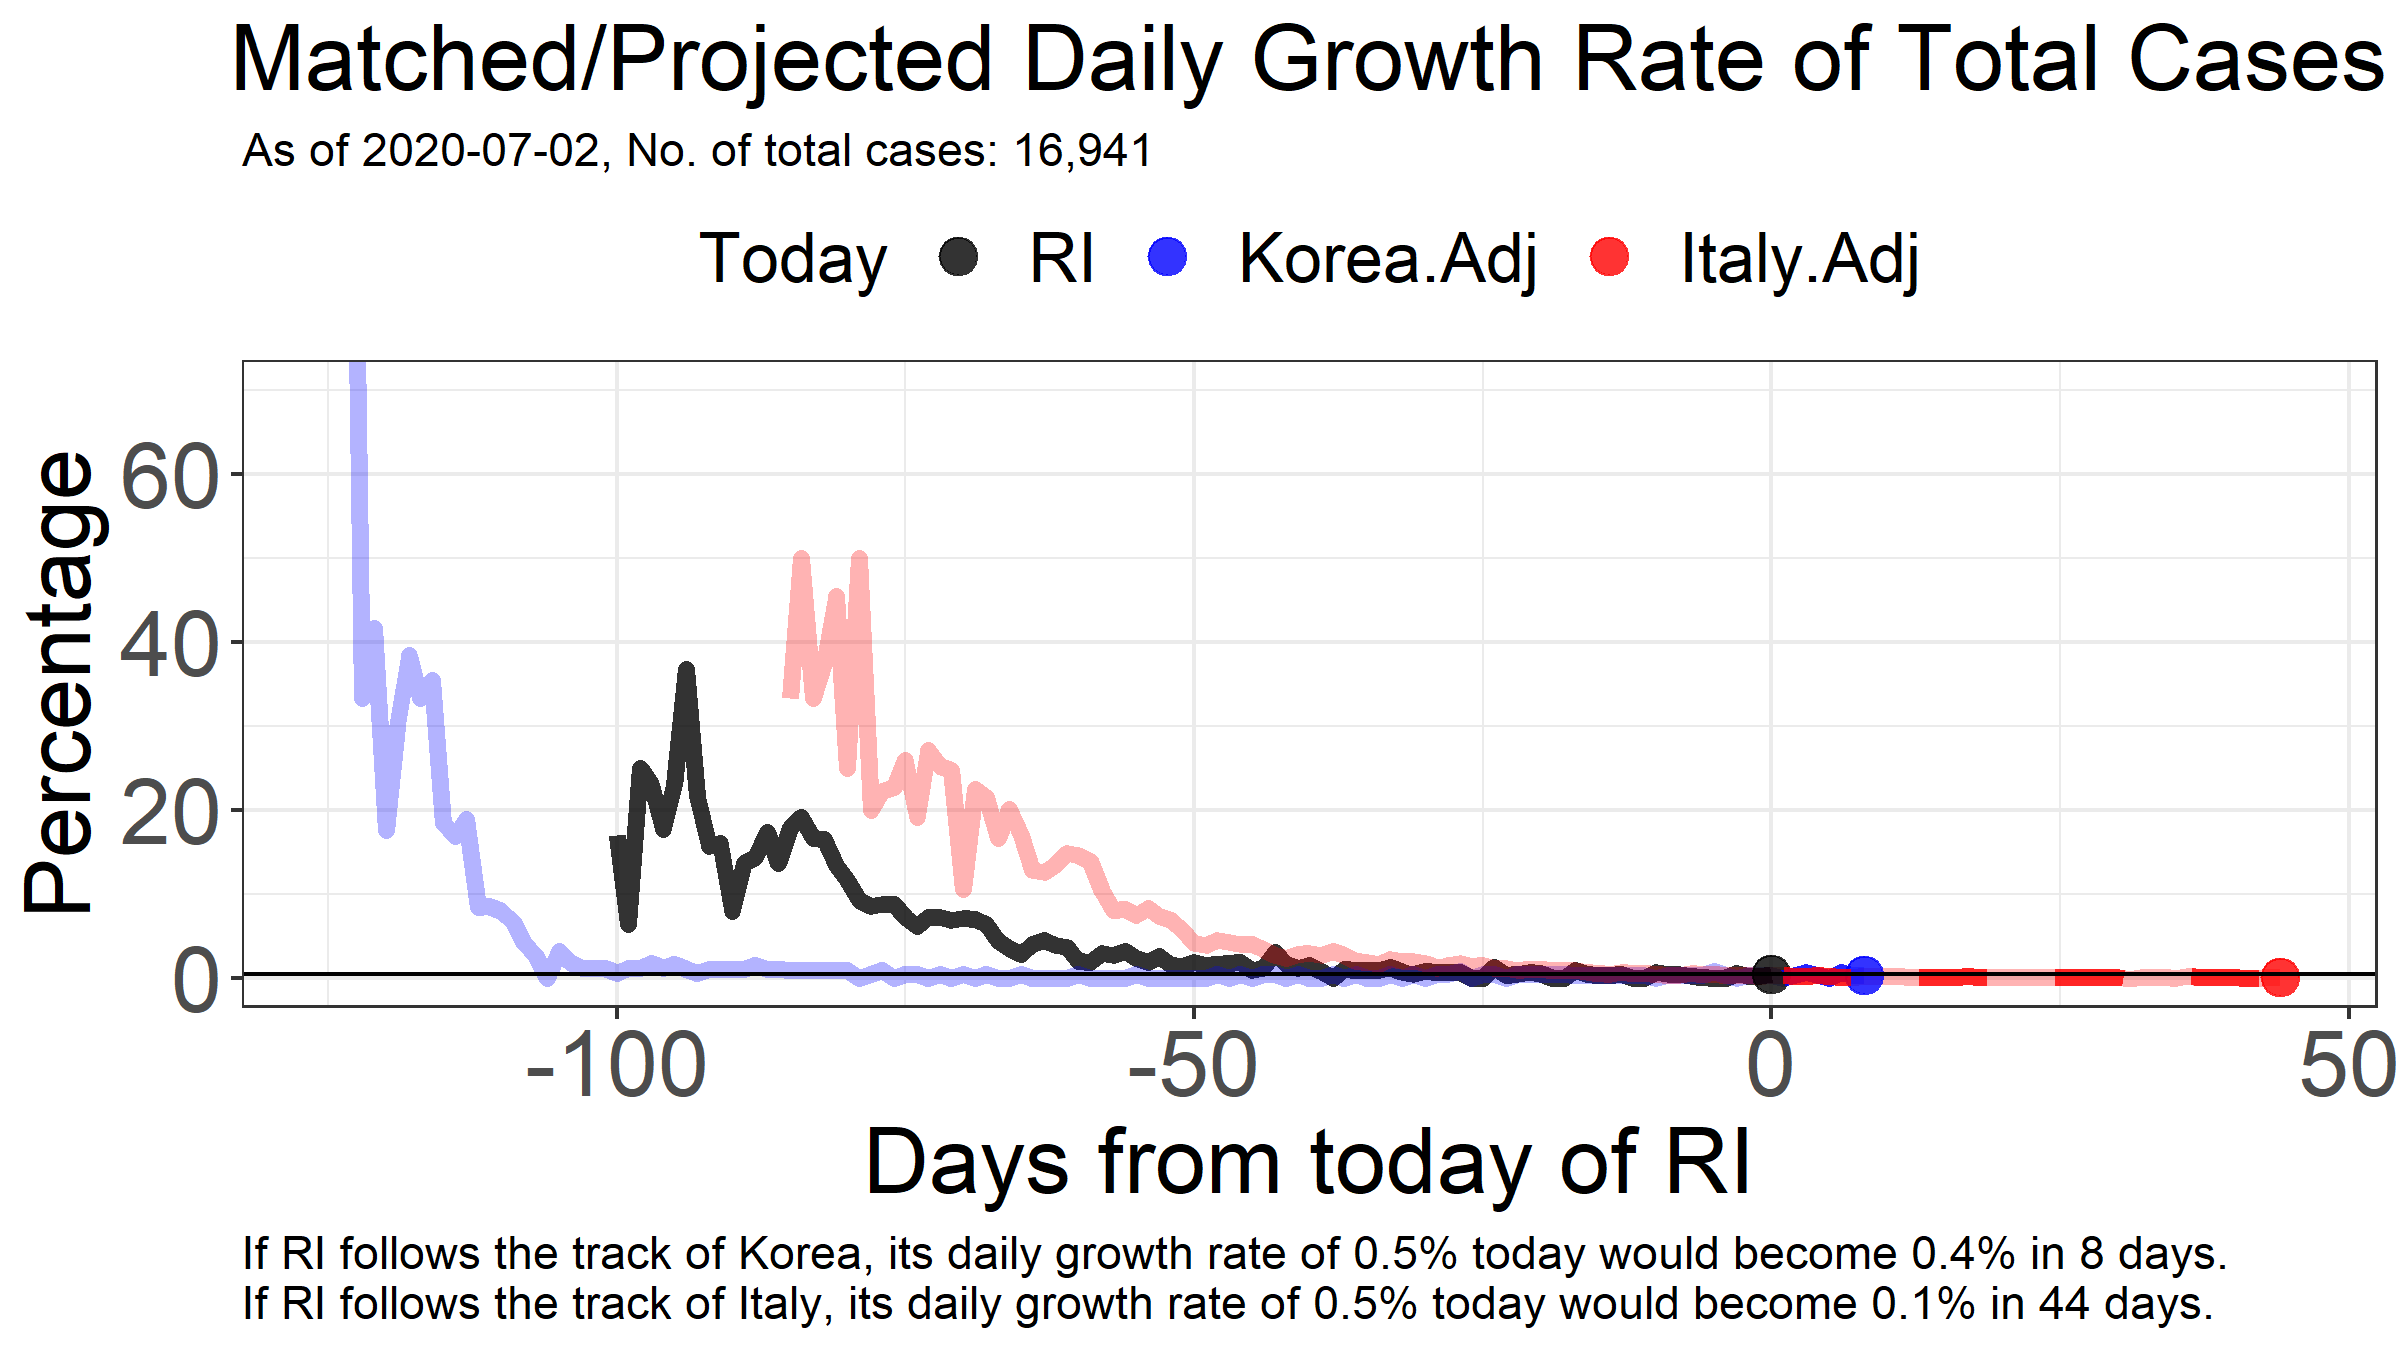 Matched/Projected Daily Growth Rate of Total Cases
As of 2020-07-02, No. of total cases: 16,941
Today RI Korea.Adj Italy.Adj
Percentage
60
40
20
0
-100 -50 0 50
Days from today of RI
If RI follows the track of Korea, its daily growth rate of 0.5% today would become 0.4% in 8 days.
If RI follows the track of Italy, its daily growth rate of 0.5% today would become 0.1% in 44 days.